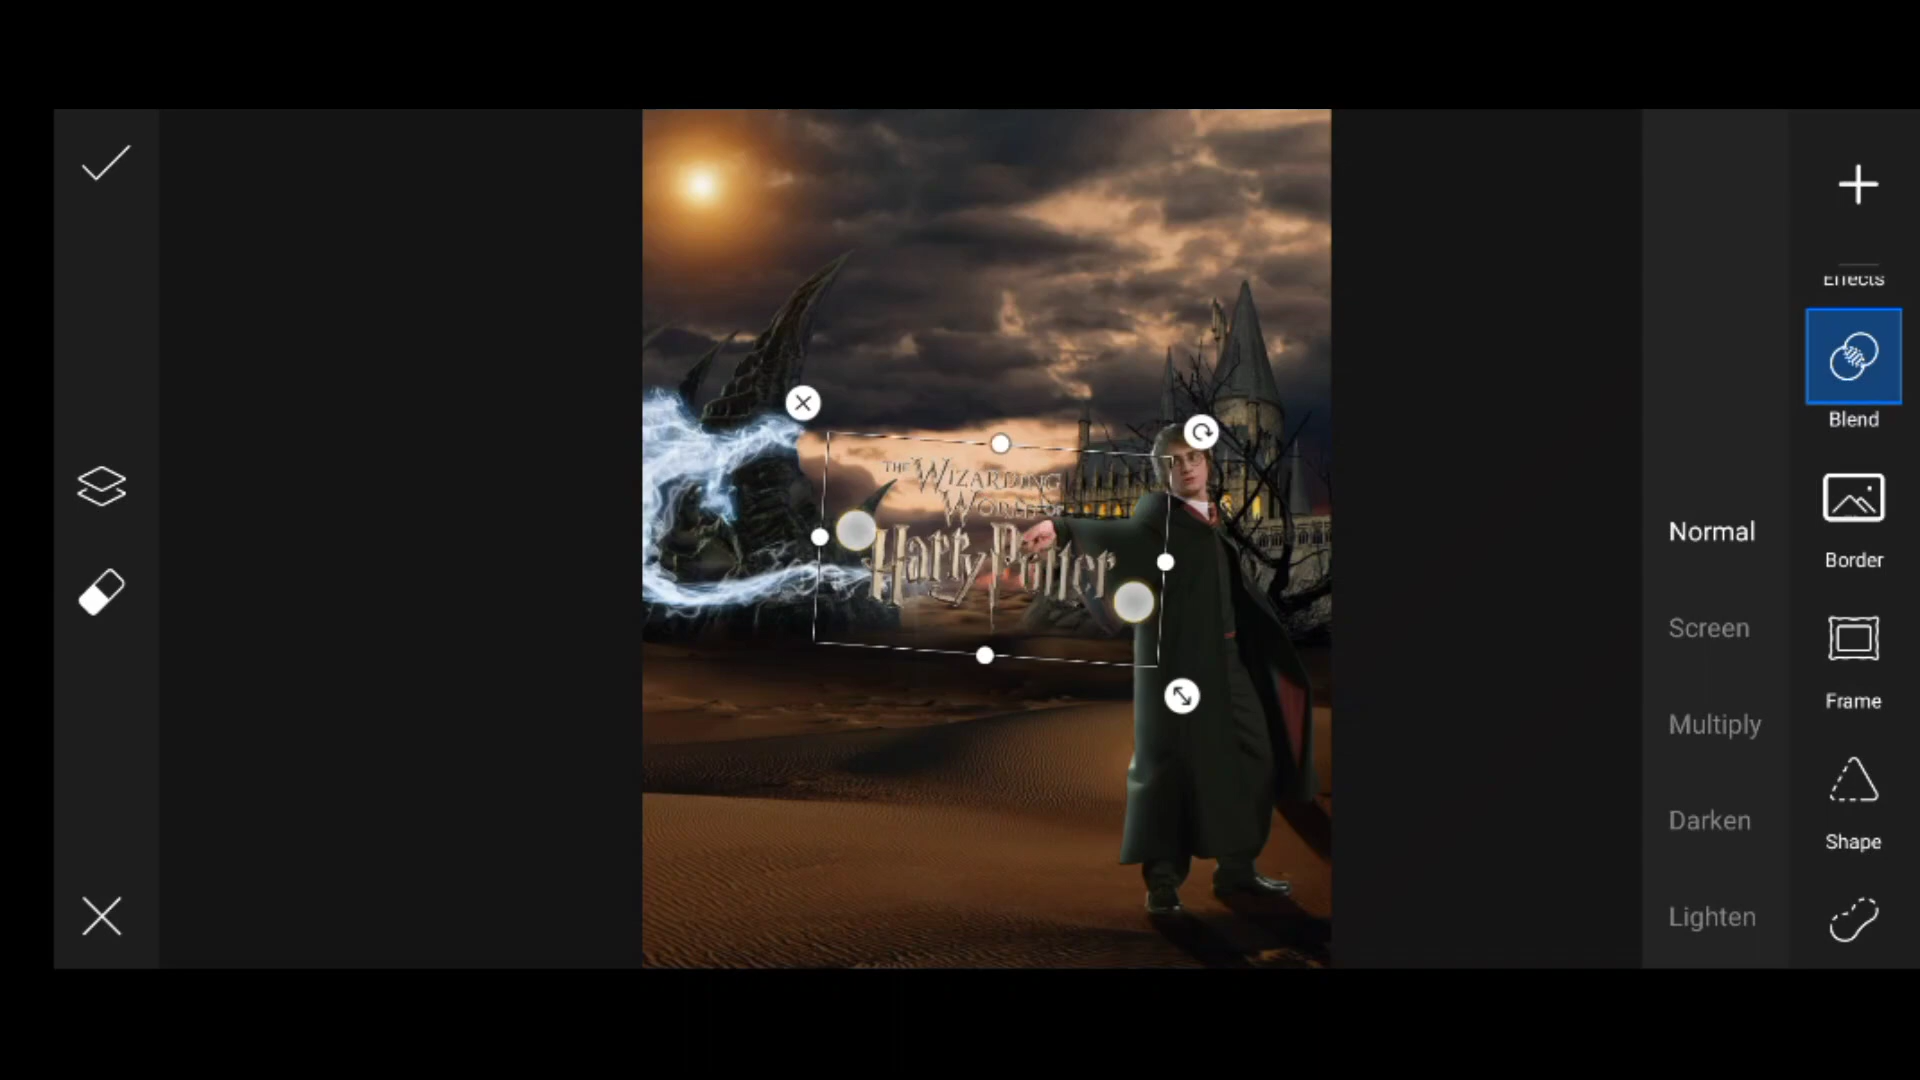 Effects
Blend
Border
Frame
Shape
Normal
Screen
Multiply
Darken
Lighten
THE WIZARDING
WORLD OF
Harry Potter